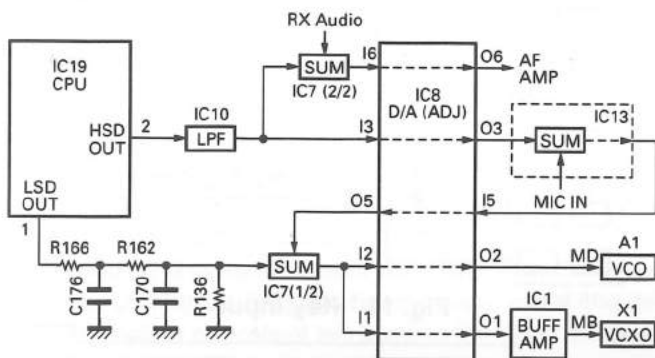 RX Audio
IC19
CPU
HSD
OUT
2
LSD
OUT
1
IC10
LPF
SUM
IC7 (2/2)
I6
O6
AF
AMP
IC8
D/A (ADJ)
I3
O3
IC13
SUM
MIC IN
O5
I5
R166
R162
C176
C170
R136
SUM
IC7(1/2)
I2
O2
MD
A1
VCO
I1
O1
IC1
BUFF
AMP
MB
X1
VCXO